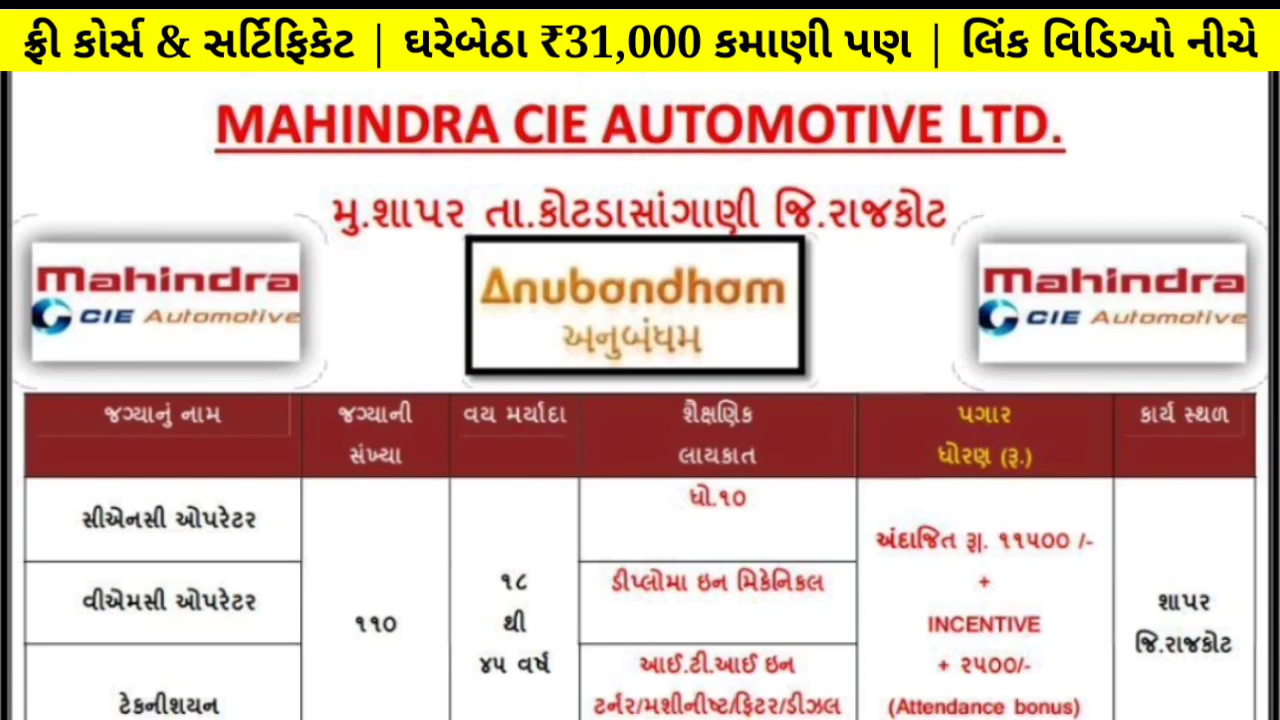 ફ્રી કોર્સ & સર્ટિફિકેટ | ઘરેબેઠા ₹31,000 કમાણી પણ | લિંક વિડિઓ નીચે
MAHINDRA CIE AUTOMOTIVE LTD.
મુ.શાપર તા.કોટડાસાંગાણી જિ.રાજકોટ
Mahindra
CIE Automotive
Anubandham
અનુબંધમ
Mahindra
CIE Automotive
જગ્યાનું નામ
જગ્યાની
સંખ્યા
વય મર્યાદા
શૈક્ષણિક
લાયકાત
પગાર
ધોરણ (રૂ.)
કાર્ય સ્થળ
સીએનસી ઓપરેટર
વીએમસી ઓપરેટર
ટેકનીશયન
૧૧૦
૧૮
થી
૪૫ વર્ષ
ધો.૧૦
ડીપ્લોમા ઇન મિકેનિકલ
આઈ.ટી.આઈ ઇન
ટર્નર/મશીનીષ્ટ/ફિટર/ડીઝલ
અંદાજિત રૂા. ૧૧૫૦૦ /-
+
INCENTIVE
+ ૨૫૦૦/-
(Attendance bonus)
શાપર
જિ.રાજકોટ